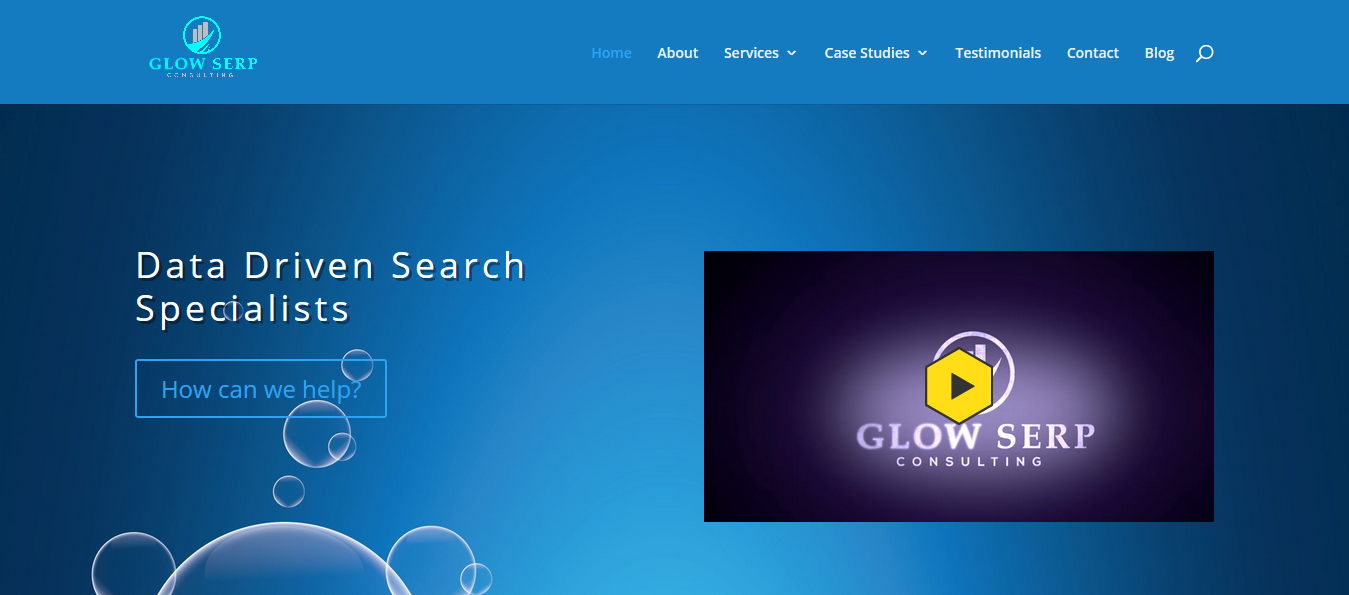 GLOW SERP
CONSULTING
Home About Services Case Studies Testimonials Contact Blog
Data Driven Search
Specialists
How can we help?
GLOW SERP
CONSULTING